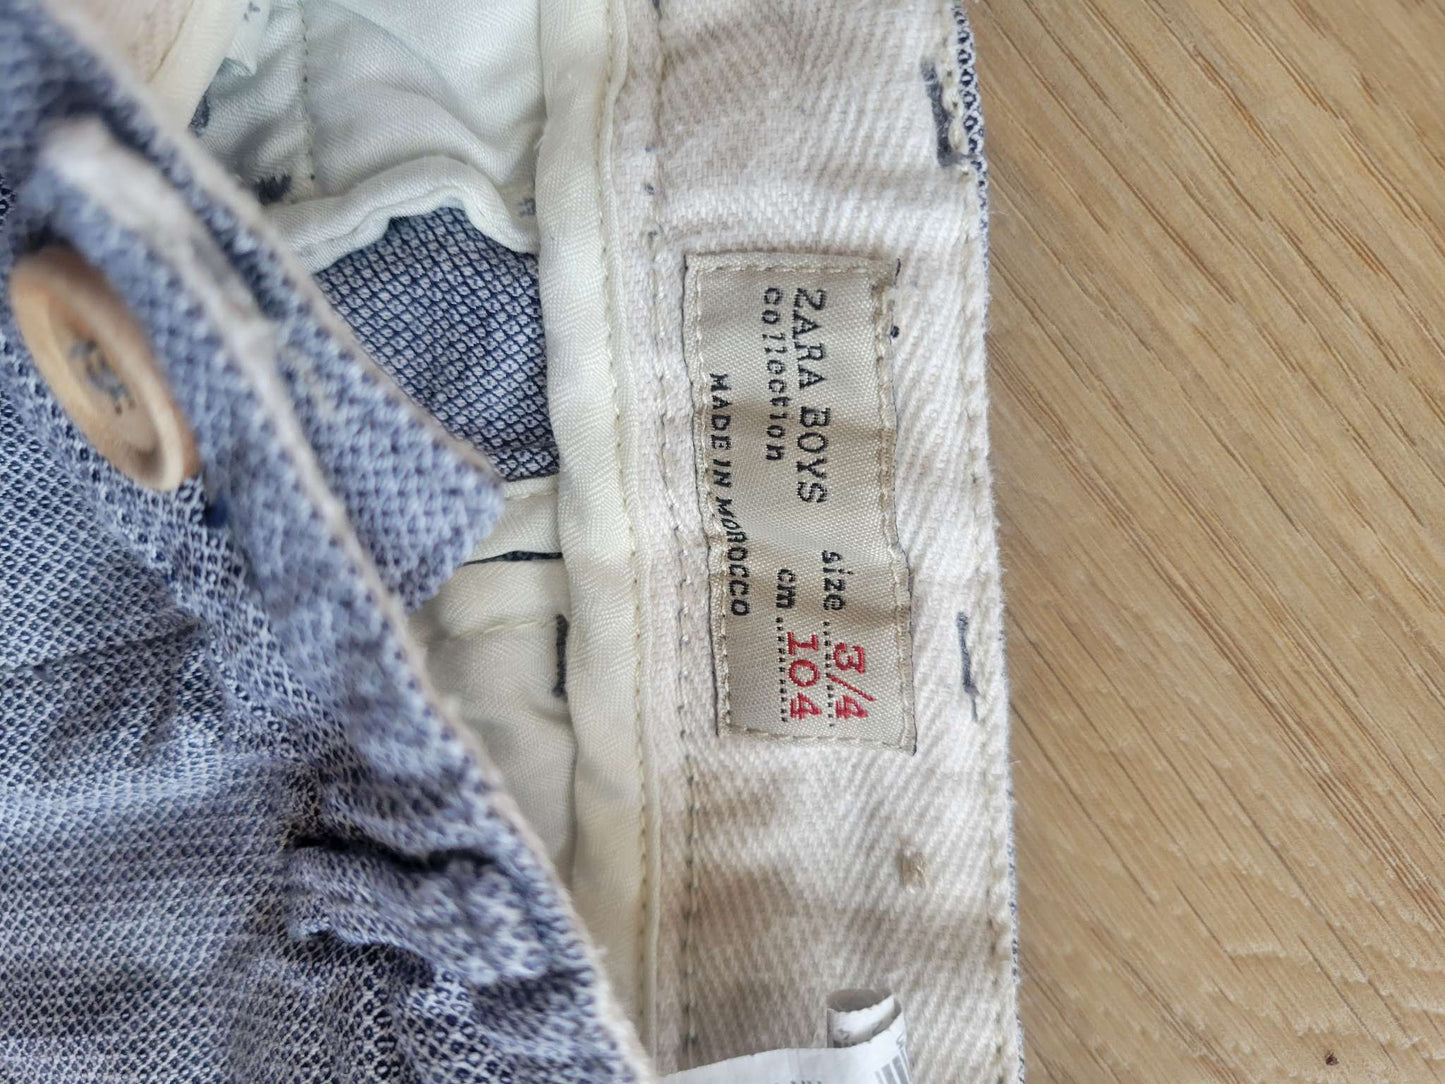 ZARA BOYS
collection
size 3/4
cm 104
MADE IN MOROCCO